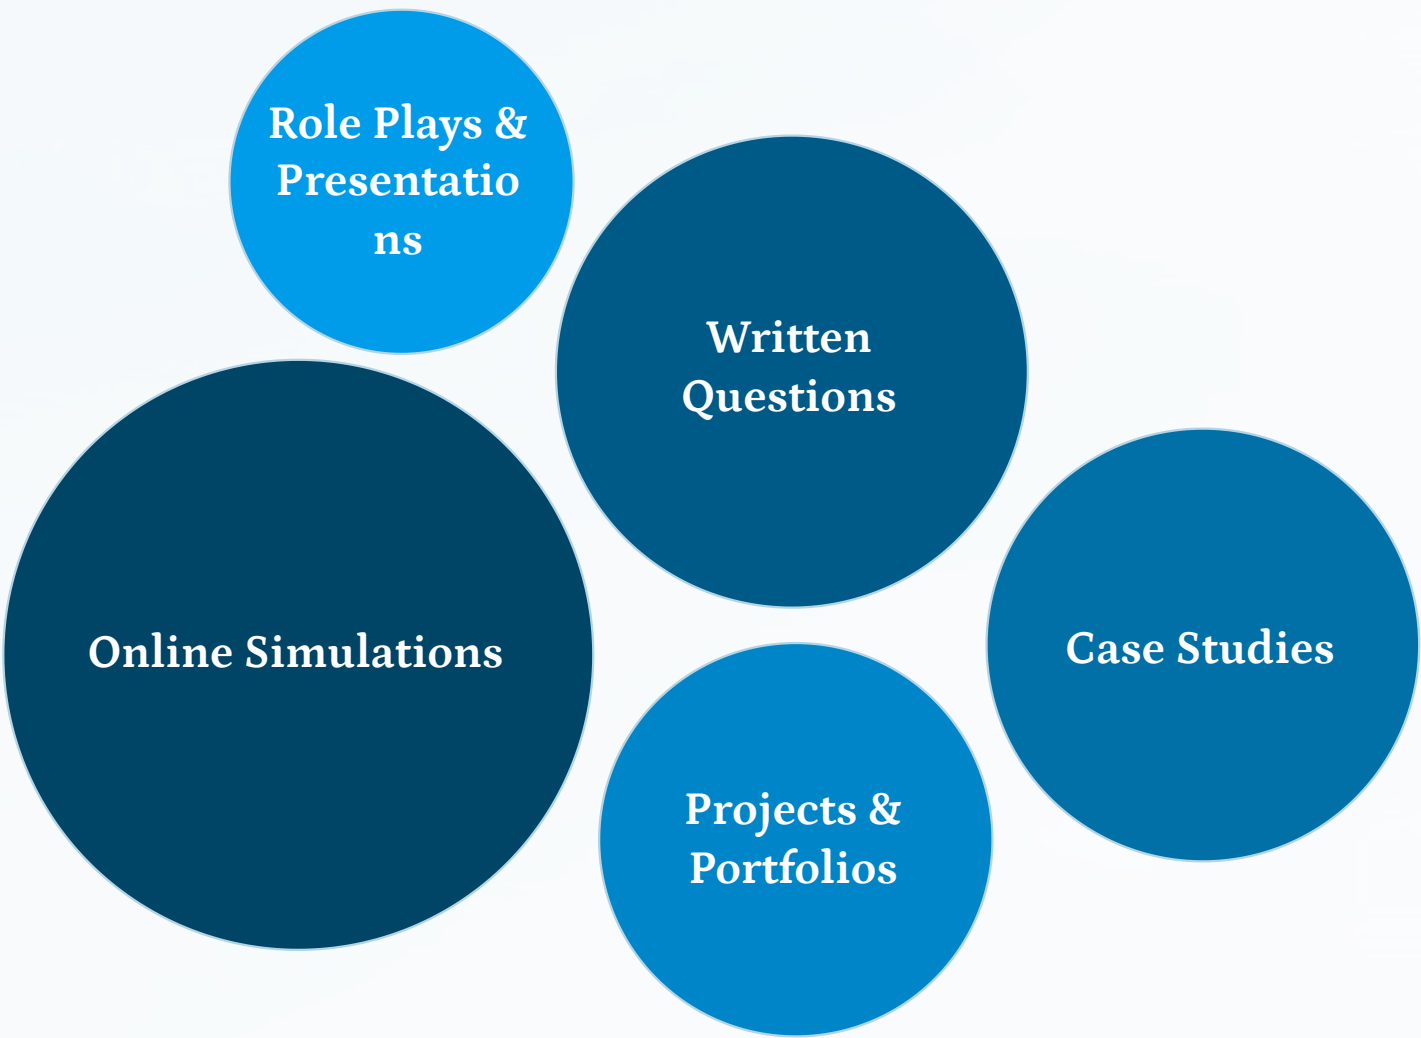 Role Plays &
Presentatio
ns
Written
Questions
Online Simulations
Case Studies
Projects &
Portfolios